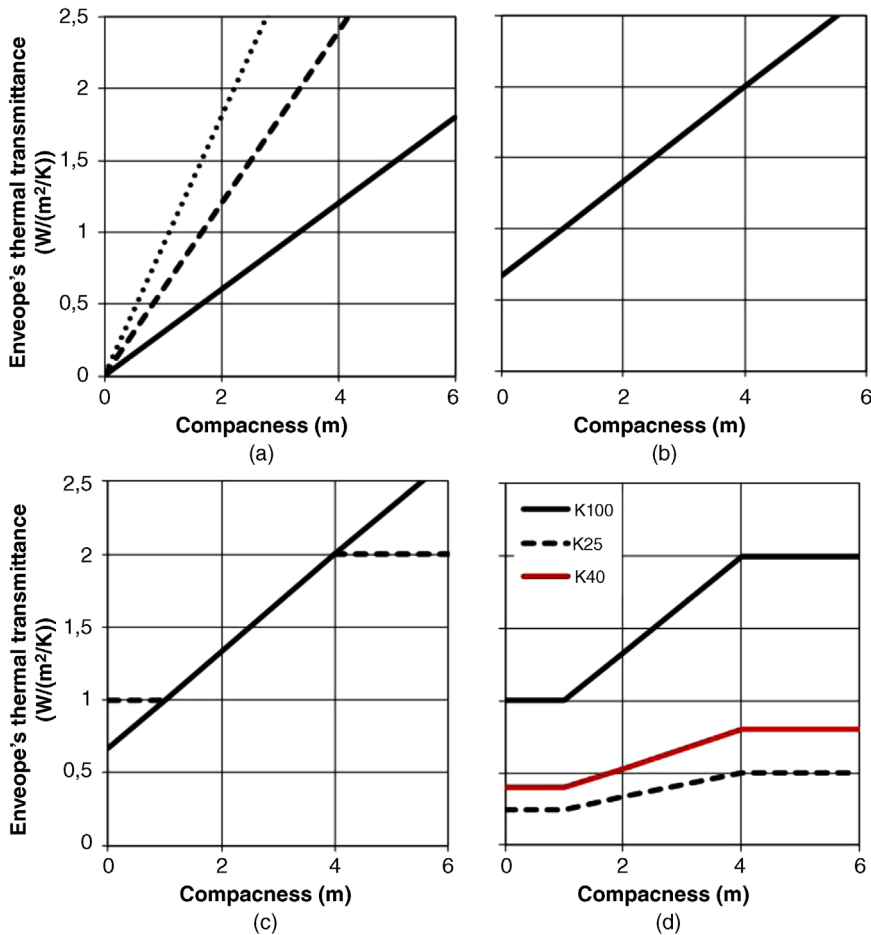 Enveope's thermal transmittance
(W/(m²/K))
2,5
2
1,5
1
0,5
0
0 2 4 6
Compacness (m)
(a)
0 2 4 6
Compacness (m)
(b)
Enveope's thermal transmittance
(W/(m²/K))
2,5
2
1,5
1
0,5
0
0 2 4 6
Compacness (m)
(c)
K100
K25
K40
0 2 4 6
Compacness (m)
(d)